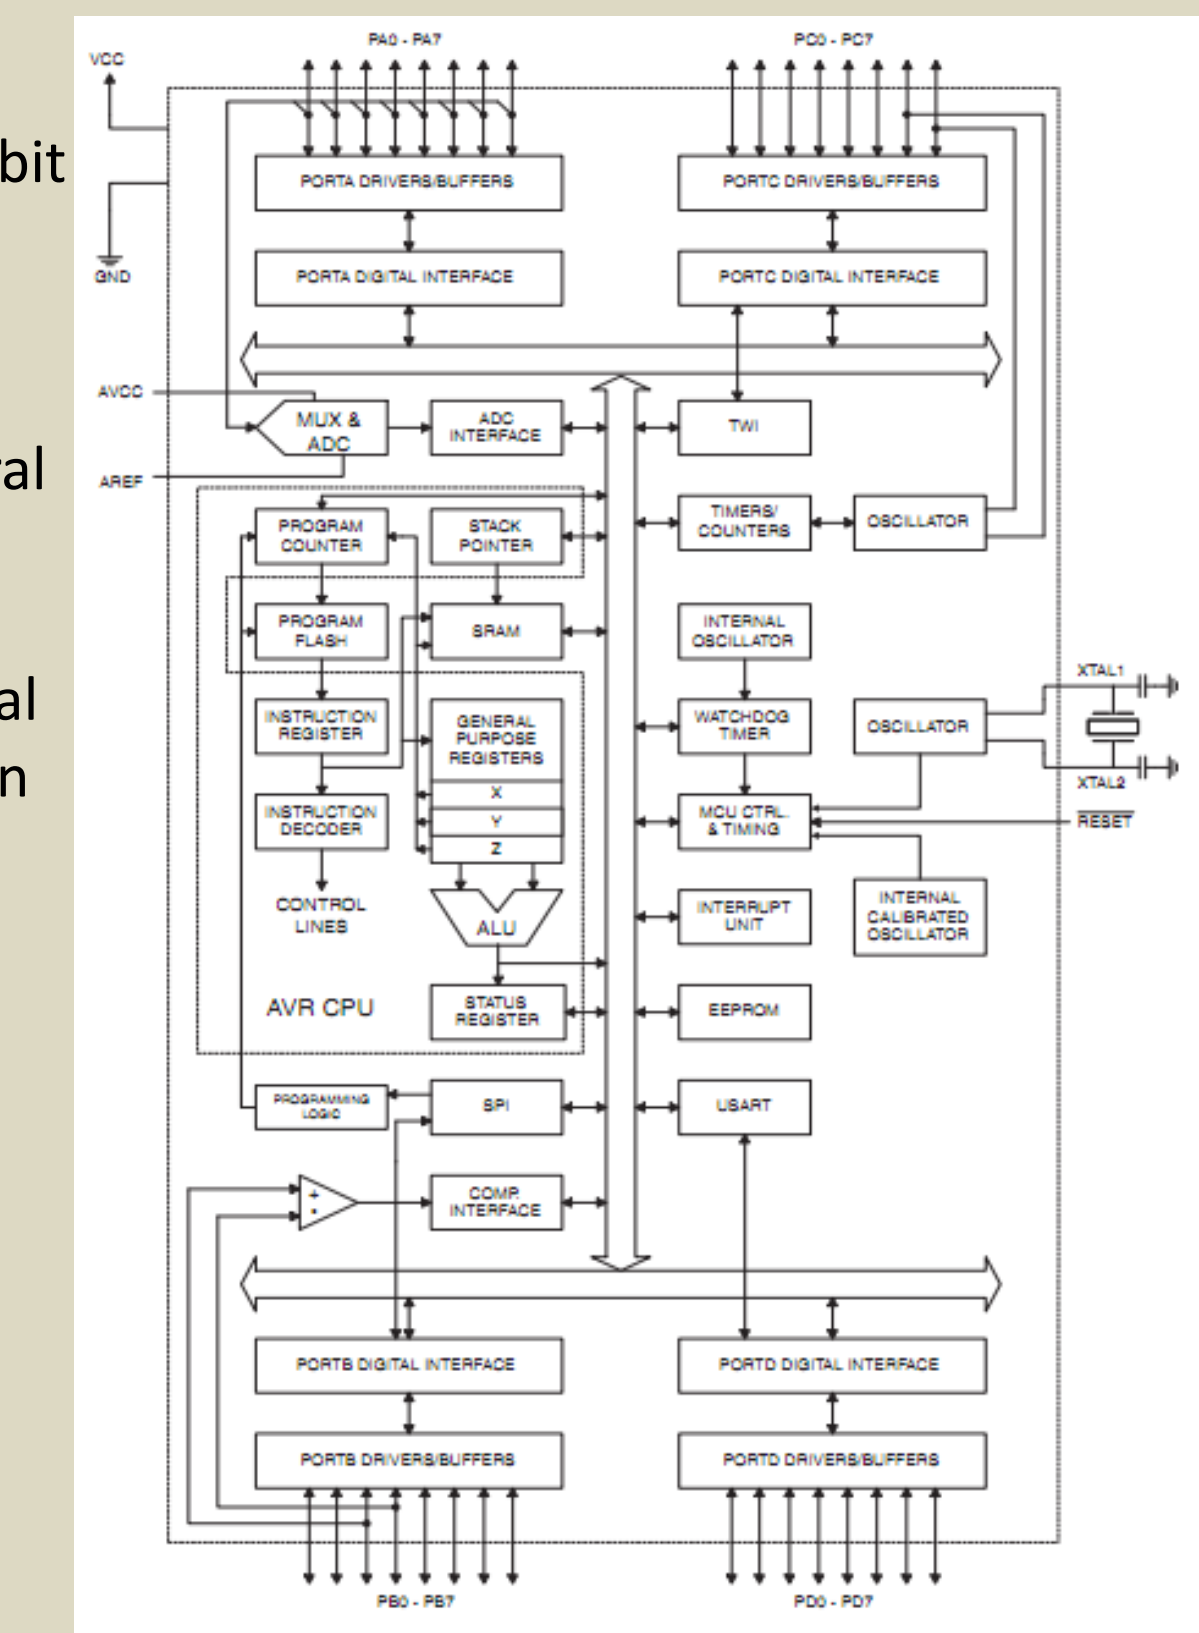 PA0 - PA7
PC0 - PC7
VCC
bit
PORTA DRIVERS/BUFFERS
PORTC DRIVERS/BUFFERS
GND
PORTA DIGITAL INTERFACE
PORTC DIGITAL INTERFACE
AVCC
MUX &
ADC
ADC
INTERFACE
TWI
ral
AREF
PROGRAM
COUNTER
STACK
POINTER
TIMERS/
COUNTERS
OSCILLATOR
PROGRAM
FLASH
SRAM
INTERNAL
OSCILLATOR
XTAL1
al
INSTRUCTION
REGISTER
GENERAL
PURPOSE
REGISTERS
WATCHDOG
TIMER
OSCILLATOR
n
XTAL2
X
Y
Z
INSTRUCTION
DECODER
MCU CTRL.
& TIMING
RESET
CONTROL
LINES
ALU
INTERRUPT
UNIT
INTERNAL
CALIBRATED
OSCILLATOR
AVR CPU
STATUS
REGISTER
EEPROM
PROGRAMMING
LOGIC
SPI
USART
+
-
COMP.
INTERFACE
PORTB DIGITAL INTERFACE
PORTD DIGITAL INTERFACE
PORTB DRIVERS/BUFFERS
PORTD DRIVERS/BUFFERS
PB0 - PB7
PD0 - PD7